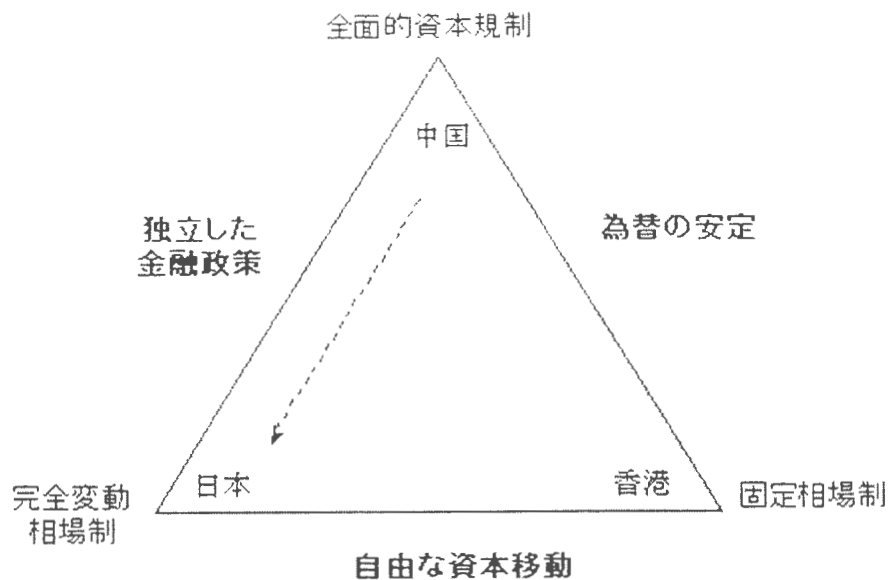 全面的資本規制
中国
独立した
金融政策
為替の安定
日本
香港
完全変動
相場制
固定相場制
自由な資本移動